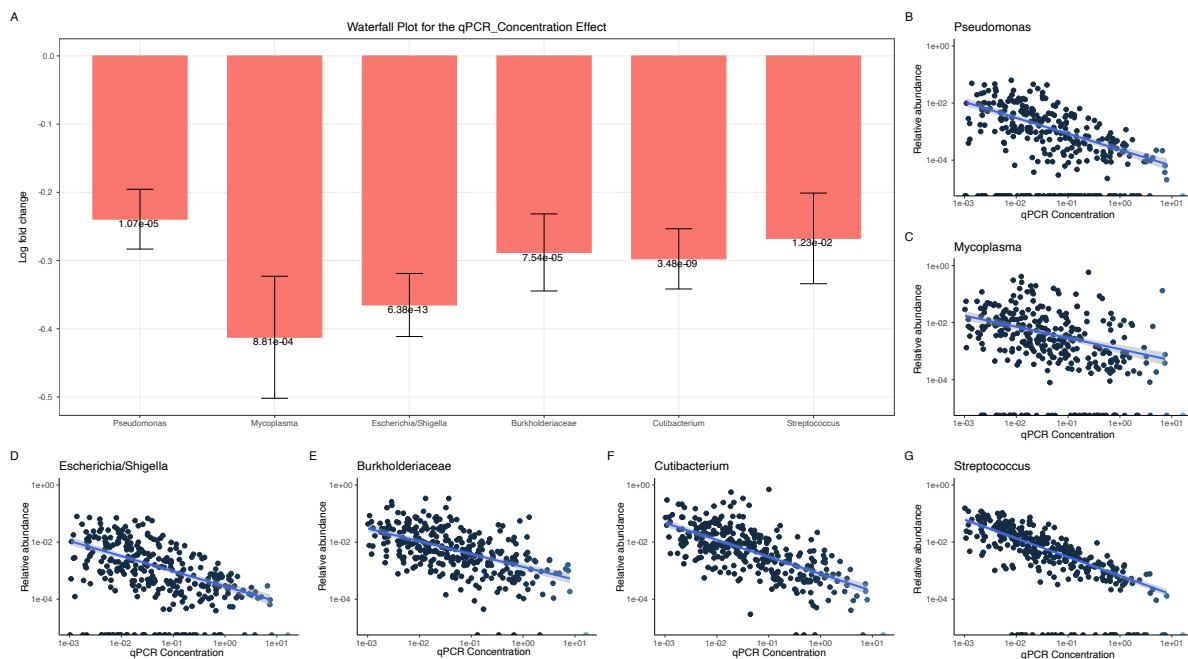 A
Waterfall Plot for the qPCR_Concentration Effect
Log fold change
0.0
-0.1
-0.2
-0.3
-0.4
-0.5
1.07e-05
8.81e-04
6.38e-13
7.54e-05
3.48e-09
1.23e-02
Pseudomonas
Mycoplasma
Escherichia/Shigella
Burkholderiaceae
Cutibacterium
Streptococcus
B
Pseudomonas
Relative abundance
1e+00
1e-02
1e-04
1e-03
1e-02
1e-01
1e+00
1e+01
qPCR Concentration
C
Mycoplasma
Relative abundance
1e+00
1e-02
1e-04
1e-03
1e-02
1e-01
1e+00
1e+01
qPCR Concentration
D
Escherichia/Shigella
Relative abundance
1e+00
1e-02
1e-04
1e-03
1e-02
1e-01
1e+00
1e+01
qPCR Concentration
E
Burkholderiaceae
Relative abundance
1e+00
1e-02
1e-04
1e-03
1e-02
1e-01
1e+00
1e+01
qPCR Concentration
F
Cutibacterium
Relative abundance
1e+00
1e-02
1e-04
1e-03
1e-02
1e-01
1e+00
1e+01
qPCR Concentration
G
Streptococcus
Relative abundance
1e+00
1e-02
1e-04
1e-03
1e-02
1e-01
1e+00
1e+01
qPCR Concentration